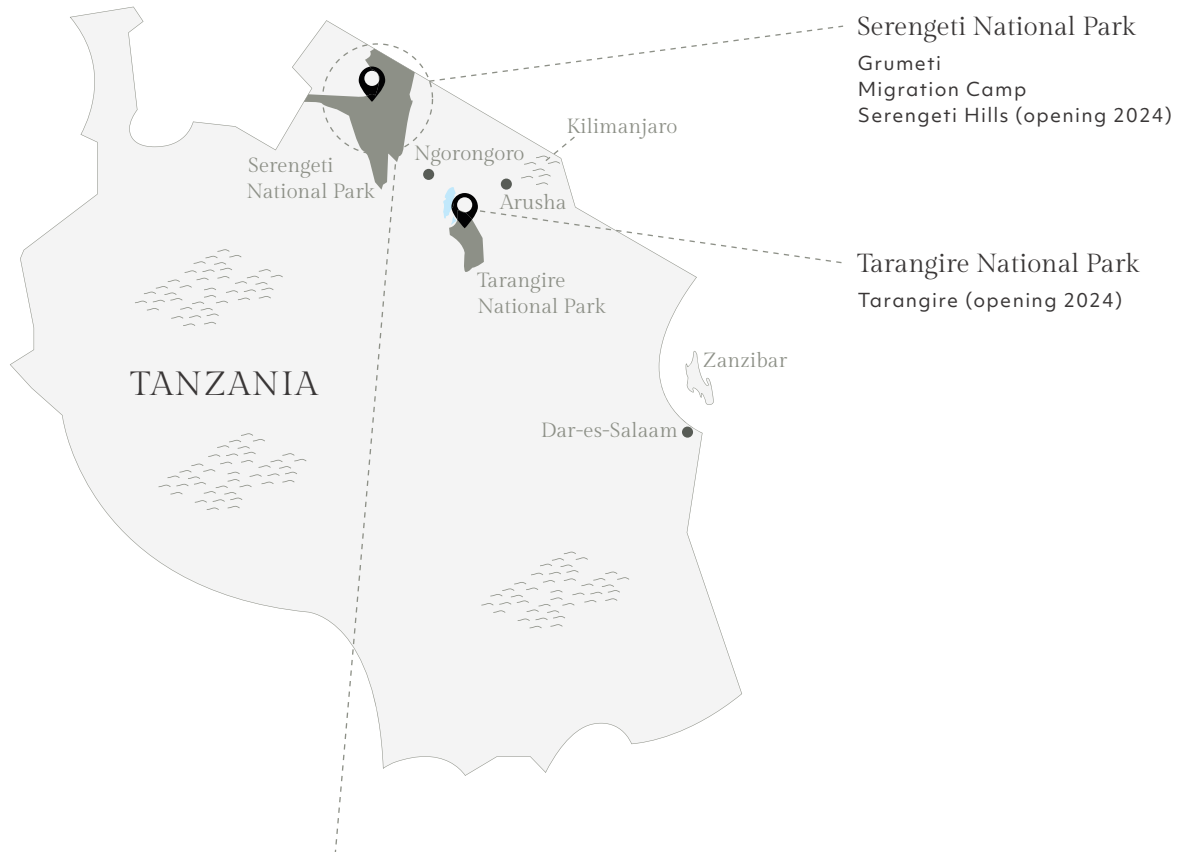 Serengeti National Park
Grumeti
Migration Camp
Serengeti Hills (opening 2024)
Kilimanjaro
Ngorongoro
Serengeti
National Park
Arusha
Tarangire National Park
Tarangire (opening 2024)
Tarangire
National Park
Zanzibar
TANZANIA
Dar-es-Salaam